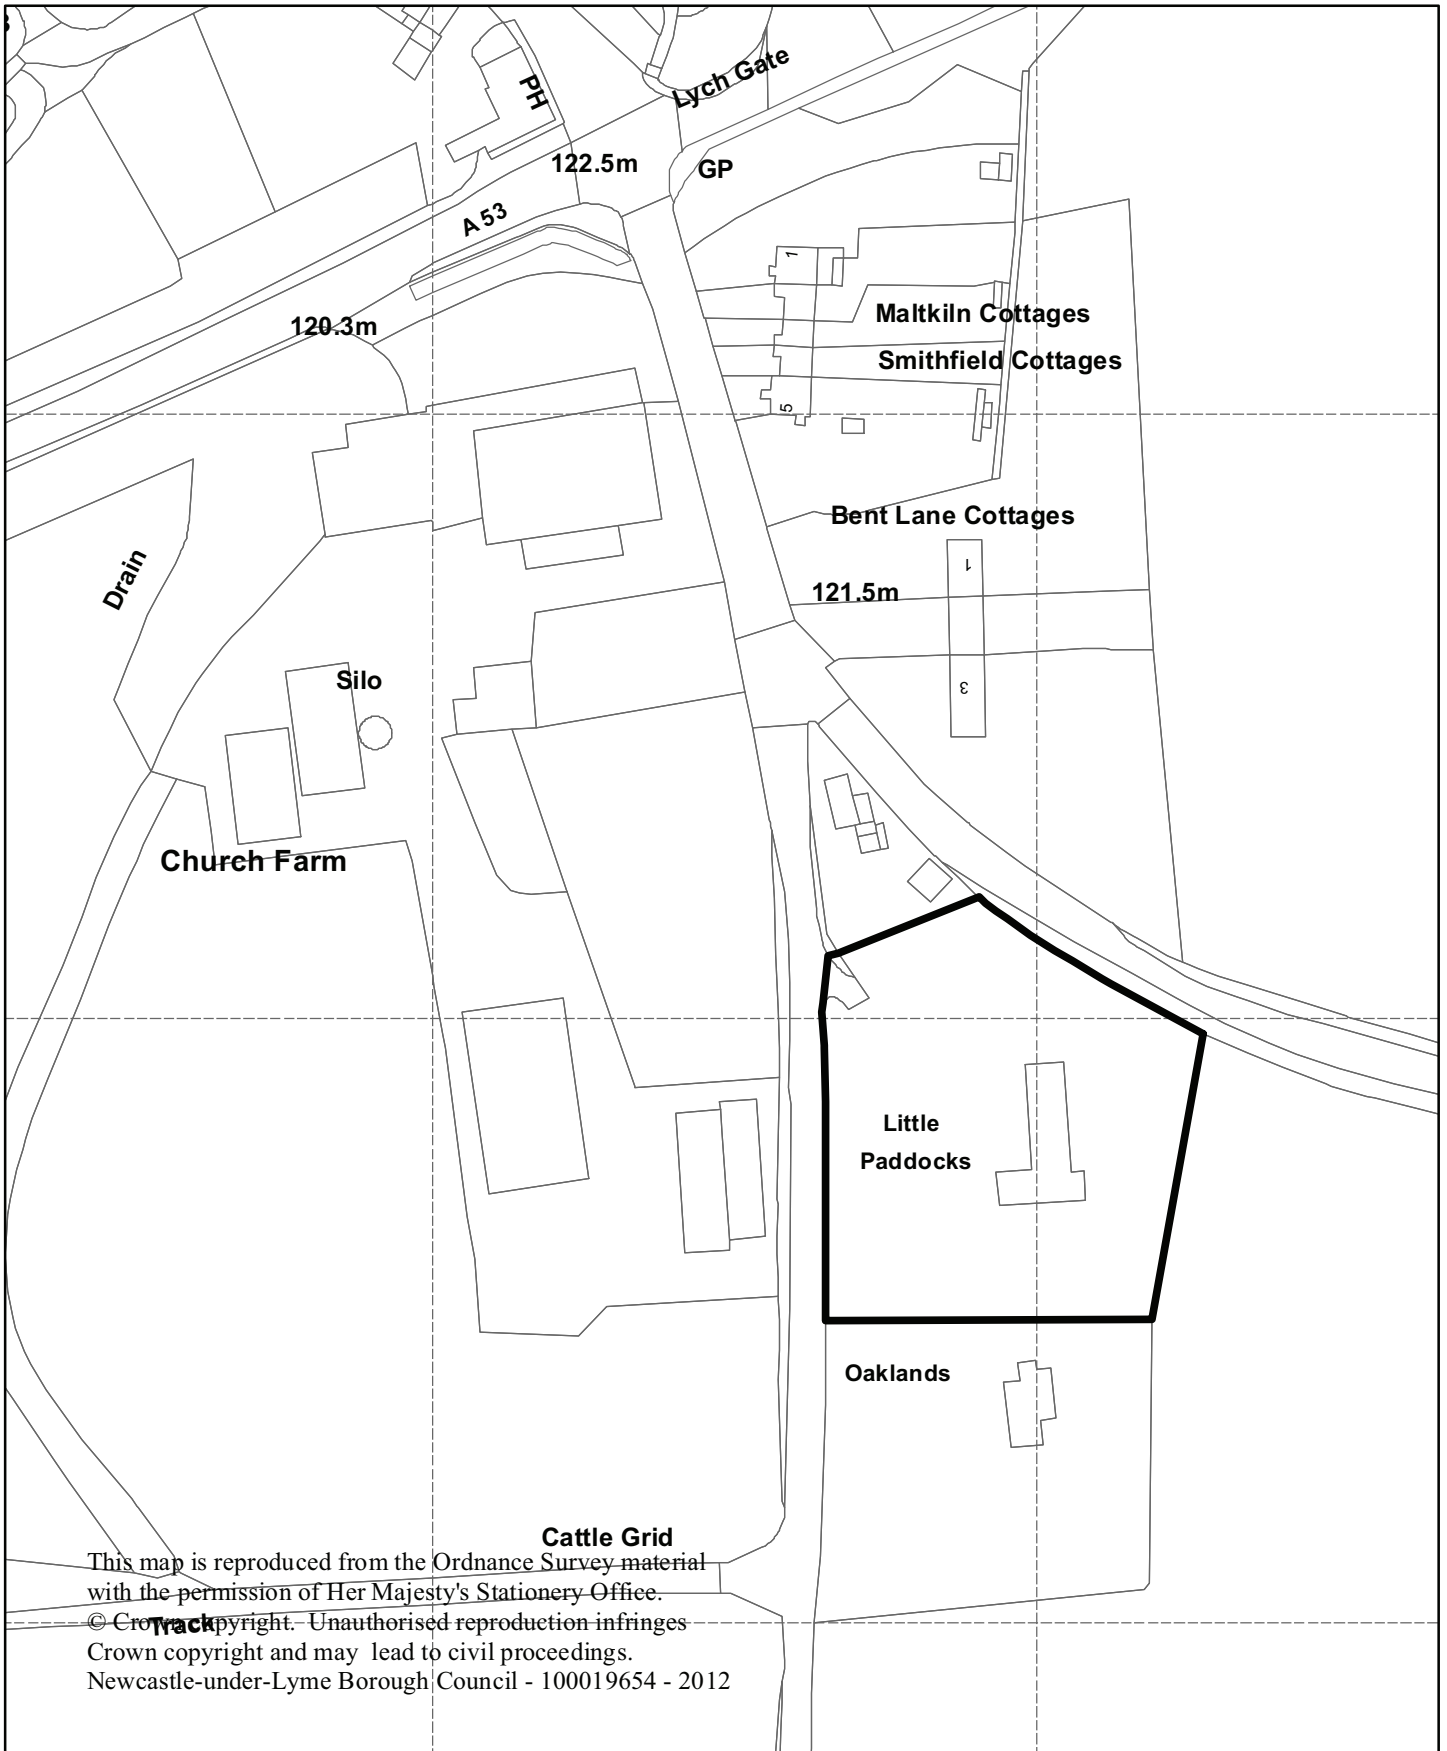 Lych Gate
PH
122.5m
GP
A 53
1
Maltkiln Cottages
120.3m
Smithfield Cottages
5
Bent Lane Cottages
1
Drain
121.5m
Silo
3
Church Farm
Little
Paddocks
Oaklands
Cattle Grid
This map is reproduced from the Ordnance Survey material
with the permission of Her Majesty's Stationery Office.
© Crown copyright. Unauthorised reproduction infringes
Track
Crown copyright and may lead to civil proceedings.
Newcastle-under-Lyme Borough Council - 100019654 - 2012